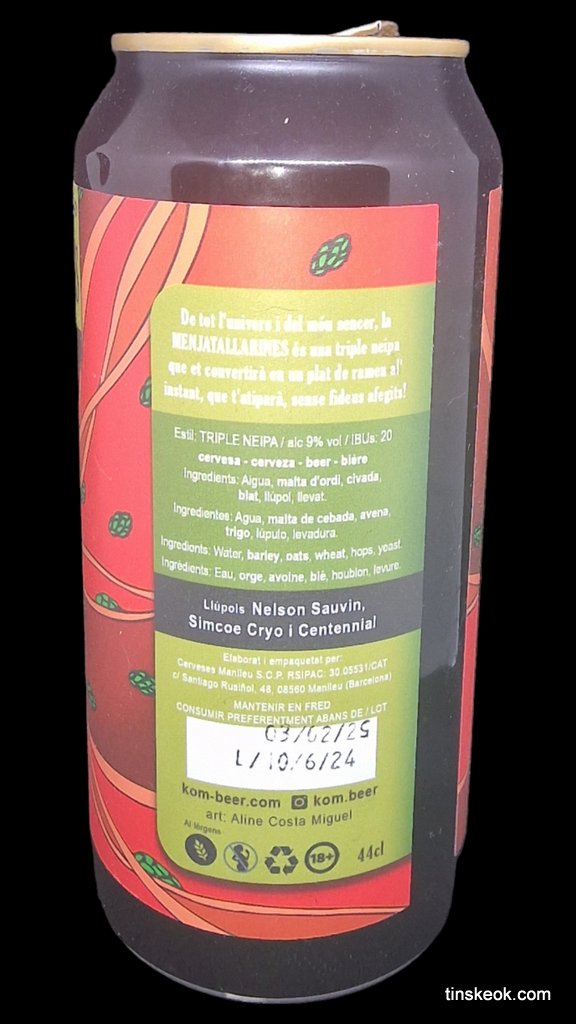 De tot l'univers i del món sencer, la
MENJATALLARINES és una triple neipa
que et convertirà en un plat de ramen al'
instant, que t'atiparà, sense fideus afegits!
Estil: TRIPLE NEIPA / alc 9% vol / IBUs: 20
cervesa - cerveza - beer - bière
Ingredients: Aigua, malta d'ordi, civada,
blat, llúpol, llevat.
Ingredientes: Agua, malta de cebada, avena,
trigo, lúpulo, levadura.
Ingredients: Water, barley, oats, wheat, hops, yeast.
Ingrédients: Eau, orge, avoine, blé, houblon, levure.
Llúpols Nelson Sauvin,
Simcoe Cryo i Centennial
Elaborat i empaquetat per:
Cerveses Manlleu S.C.P. RSIPAC: 30.05531/CAT
c/ Santiago Rusiñol, 48, 08560 Manlleu (Barcelona)
MANTENIR EN FRED
CONSUMIR PREFERENTMENT ABANS DE / LOT
03/02/25
L/10/6/24
kom-beer.com kom.beer
art: Aline Costa Miguel
Al·lèrgens
18+ 44cl
tinskeok.com